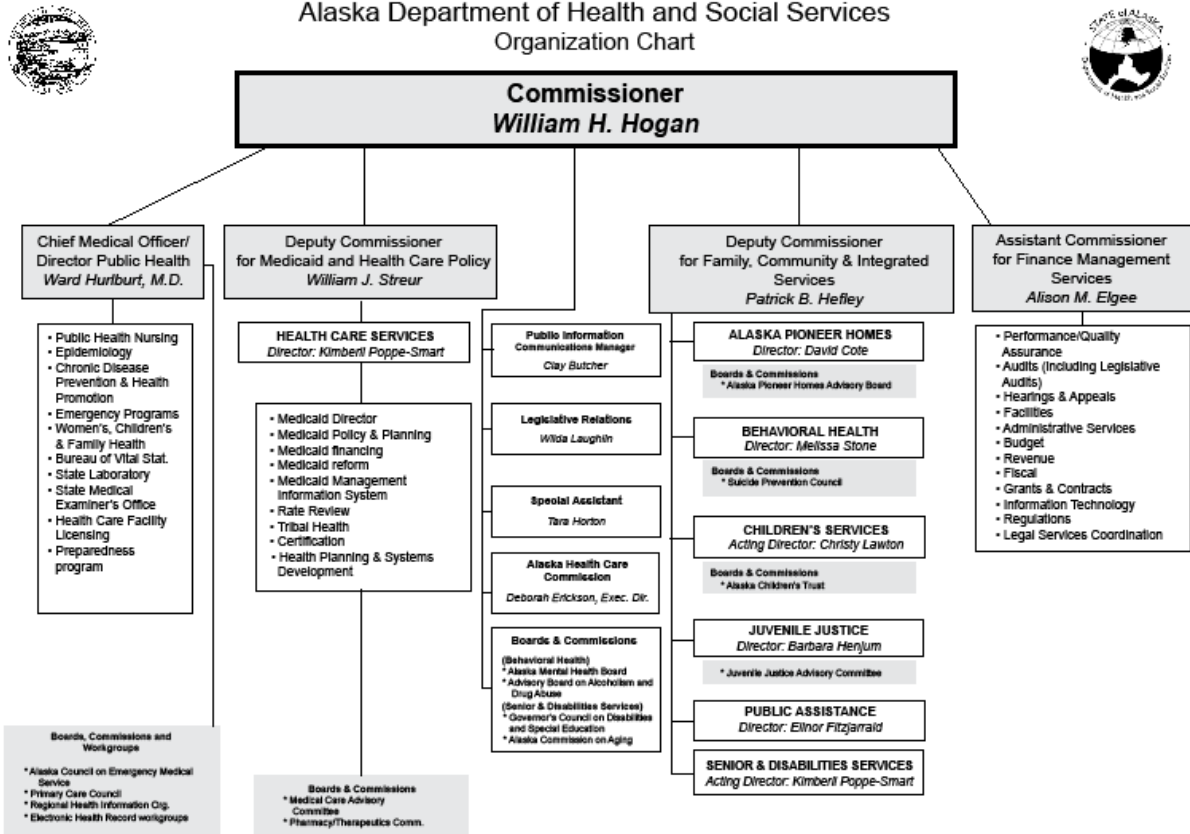 Alaska Department of Health and Social Services
Organization Chart
STATE of ALASKA
Department of Health and Social Services
Commissioner
William H. Hogan
Chief Medical Officer/
Director Public Health
Ward Hurlburt, M.D.
• Public Health Nursing
• Epidemiology
• Chronic Disease
Prevention & Health
Promotion
• Emergency Programs
• Women's, Children's
& Family Health
• Bureau of Vital Stat.
• State Laboratory
• State Medical
Examiner's Office
• Health Care Facility
Licensing
• Preparedness
program
Boards, Commissions and
Workgroups
* Alaska Council on Emergency Medical
Service
* Primary Care Council
* Regional Health Information Org.
* Electronic Health Record workgroups
Deputy Commissioner
for Medicaid and Health Care Policy
William J. Streur
HEALTH CARE SERVICES
Director: Kimberli Poppe-Smart
• Medicaid Director
• Medicaid Policy & Planning
• Medicaid financing
• Medicaid reform
• Medicaid Management
Information System
• Rate Review
• Tribal Health
• Certification
• Health Planning & Systems
Development
Boards & Commissions
* Medical Care Advisory
Committee
* Pharmacy/Therapeutics Comm.
Public Information
Communications Manager
Clay Butcher
Legislative Relations
Wilda Laughlin
Special Assistant
Tara Horton
Alaska Health Care
Commission
Deborah Erickson, Exec. Dir.
Boards & Commissions
(Behavioral Health)
* Alaska Mental Health Board
* Advisory Board on Alcoholism and
Drug Abuse
(Senior & Disabilities Services)
* Governor's Council on Disabilities
and Special Education
* Alaska Commission on Aging
Deputy Commissioner
for Family, Community & Integrated
Services
Patrick B. Hefley
ALASKA PIONEER HOMES
Director: David Cote
Boards & Commissions
* Alaska Pioneer Homes Advisory Board
BEHAVIORAL HEALTH
Director: Melissa Stone
Boards & Commissions
* Suicide Prevention Council
CHILDREN'S SERVICES
Acting Director: Christy Lawton
Boards & Commissions
* Alaska Children's Trust
JUVENILE JUSTICE
Director: Barbara Henjum
* Juvenile Justice Advisory Committee
PUBLIC ASSISTANCE
Director: Ellnor Fitzjarrald
SENIOR & DISABILITIES SERVICES
Acting Director: Kimberli Poppe-Smart
Assistant Commissioner
for Finance Management
Services
Alison M. Elgee
• Performance/Quality
Assurance
• Audits (Including Legislative
Audits)
• Hearings & Appeals
• Facilities
• Administrative Services
• Budget
• Revenue
• Fiscal
• Grants & Contracts
• Information Technology
• Regulations
• Legal Services Coordination